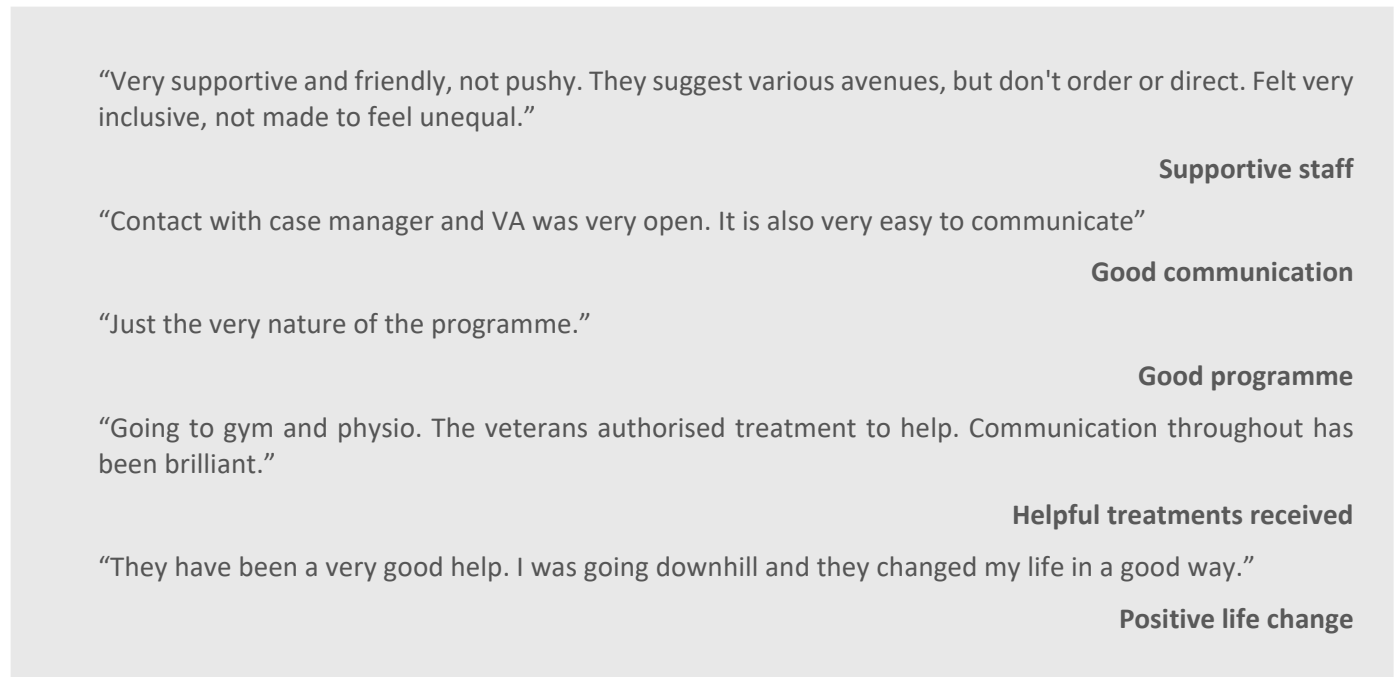 “Very supportive and friendly, not pushy. They suggest various avenues, but don't order or direct. Felt very
inclusive, not made to feel unequal.”
Supportive staff
“Contact with case manager and VA was very open. It is also very easy to communicate”
Good communication
“Just the very nature of the programme.”
Good programme
“Going to gym and physio. The veterans authorised treatment to help. Communication throughout has
been brilliant.”
Helpful treatments received
“They have been a very good help. I was going downhill and they changed my life in a good way.”
Positive life change